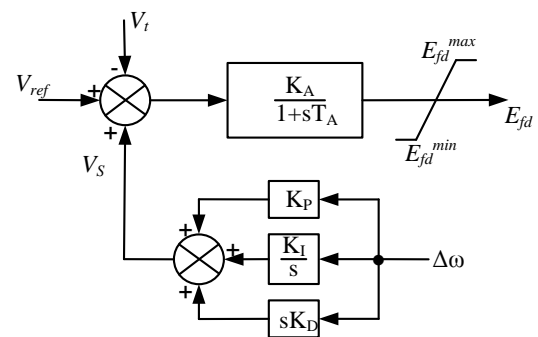 V_t
-
E_fd^max
V_ref
+
K_A
1+sT_A
E_fd
+
E_fd^min
V_S
K_P
+
+
K_I
s
Δω
+
sK_D